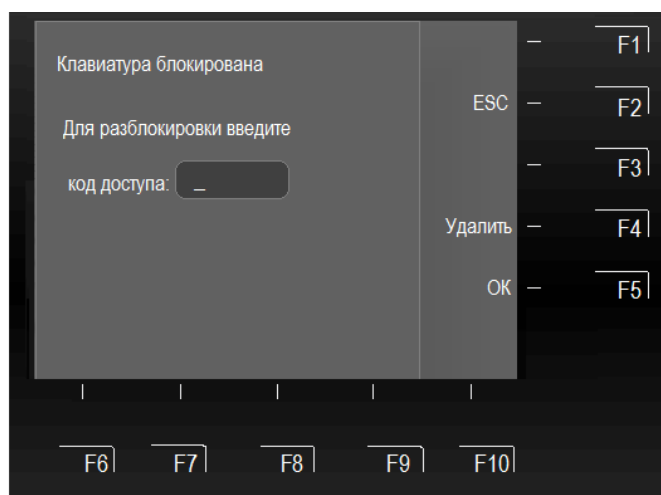 Клавиатура блокирована
Для разблокировки введите
код доступа: _
F1
ESC F2
F3
Удалить F4
OK F5
F6 F7 F8 F9 F10